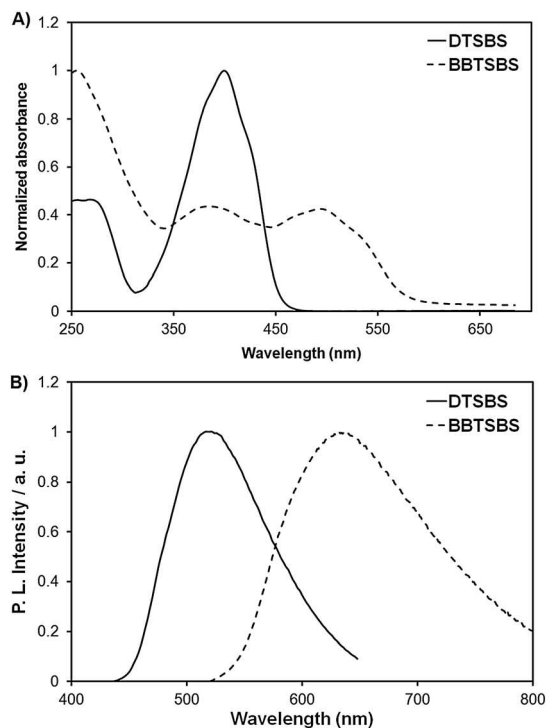 A)
1.2
1
0.8
0.6
0.4
0.2
0
Normalized absorbance
DTSBS
BBTSBS
250 350 450 550 650
Wavelength (nm)
B)
1.2
1
0.8
0.6
0.4
0.2
0
P. L. Intensity / a. u.
DTSBS
BBTSBS
400 500 600 700 800
Wavelength (nm)